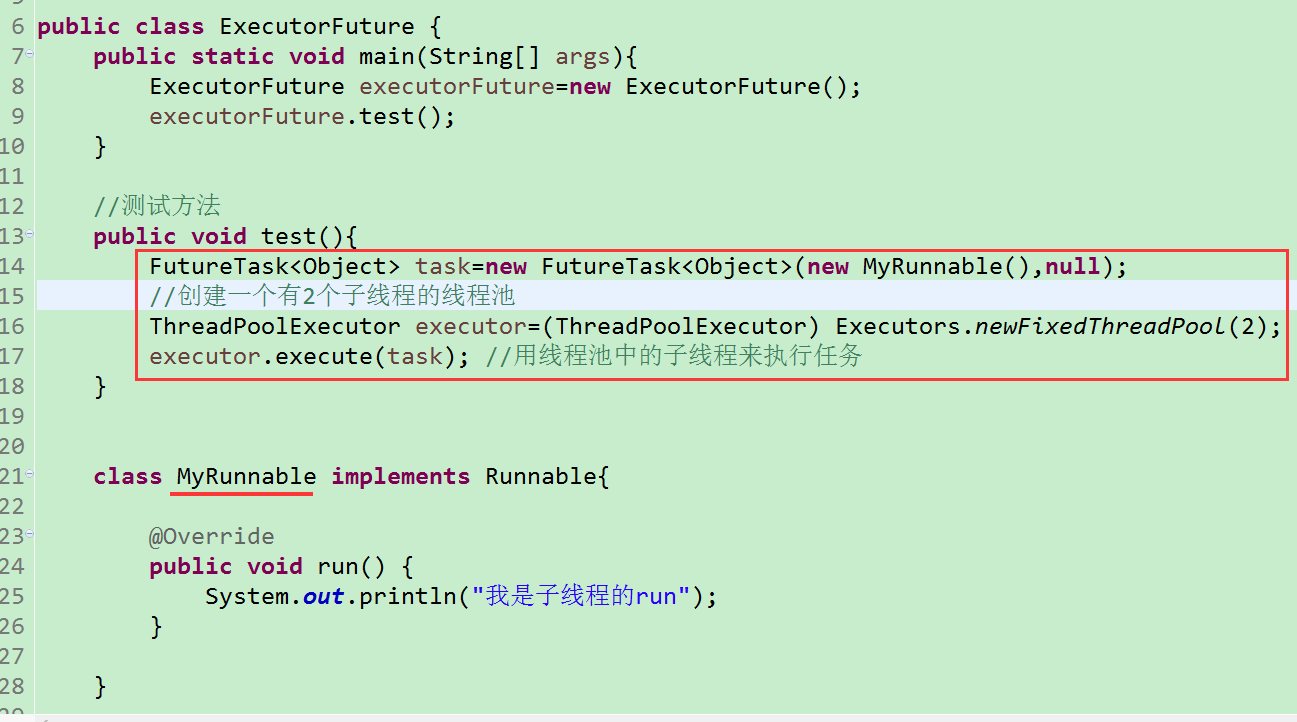 6 public class ExecutorFuture {
7 public static void main(String[] args){
8 ExecutorFuture executorFuture=new ExecutorFuture();
9 executorFuture.test();
10 }
11
12 //测试方法
13 public void test(){
14 FutureTask<Object> task=new FutureTask<Object>(new MyRunnable(),null);
15 //创建一个有2个子线程的线程池
16 ThreadPoolExecutor executor=(ThreadPoolExecutor) Executors.newFixedThreadPool(2);
17 executor.execute(task); //用线程池中的子线程来执行任务
18 }
19
20
21 class MyRunnable implements Runnable{
22
23 @Override
24 public void run() {
25 System.out.println("我是子线程的run");
26 }
27
28 }